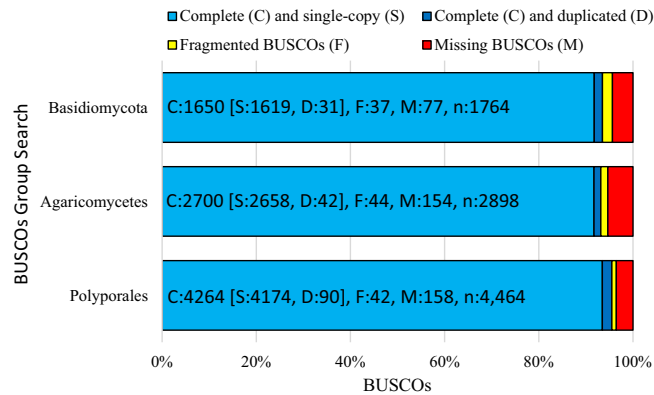 Complete (C) and single-copy (S) Complete (C) and duplicated (D)
Fragmented BUSCOs (F) Missing BUSCOs (M)
BUSCOs Group Search
Basidiomycota C:1650 [S:1619, D:31], F:37, M:77, n:1764
Agaricomycetes C:2700 [S:2658, D:42], F:44, M:154, n:2898
Polyporales C:4264 [S:4174, D:90], F:42, M:158, n:4,464
0% 20% 40% 60% 80% 100%
BUSCOs